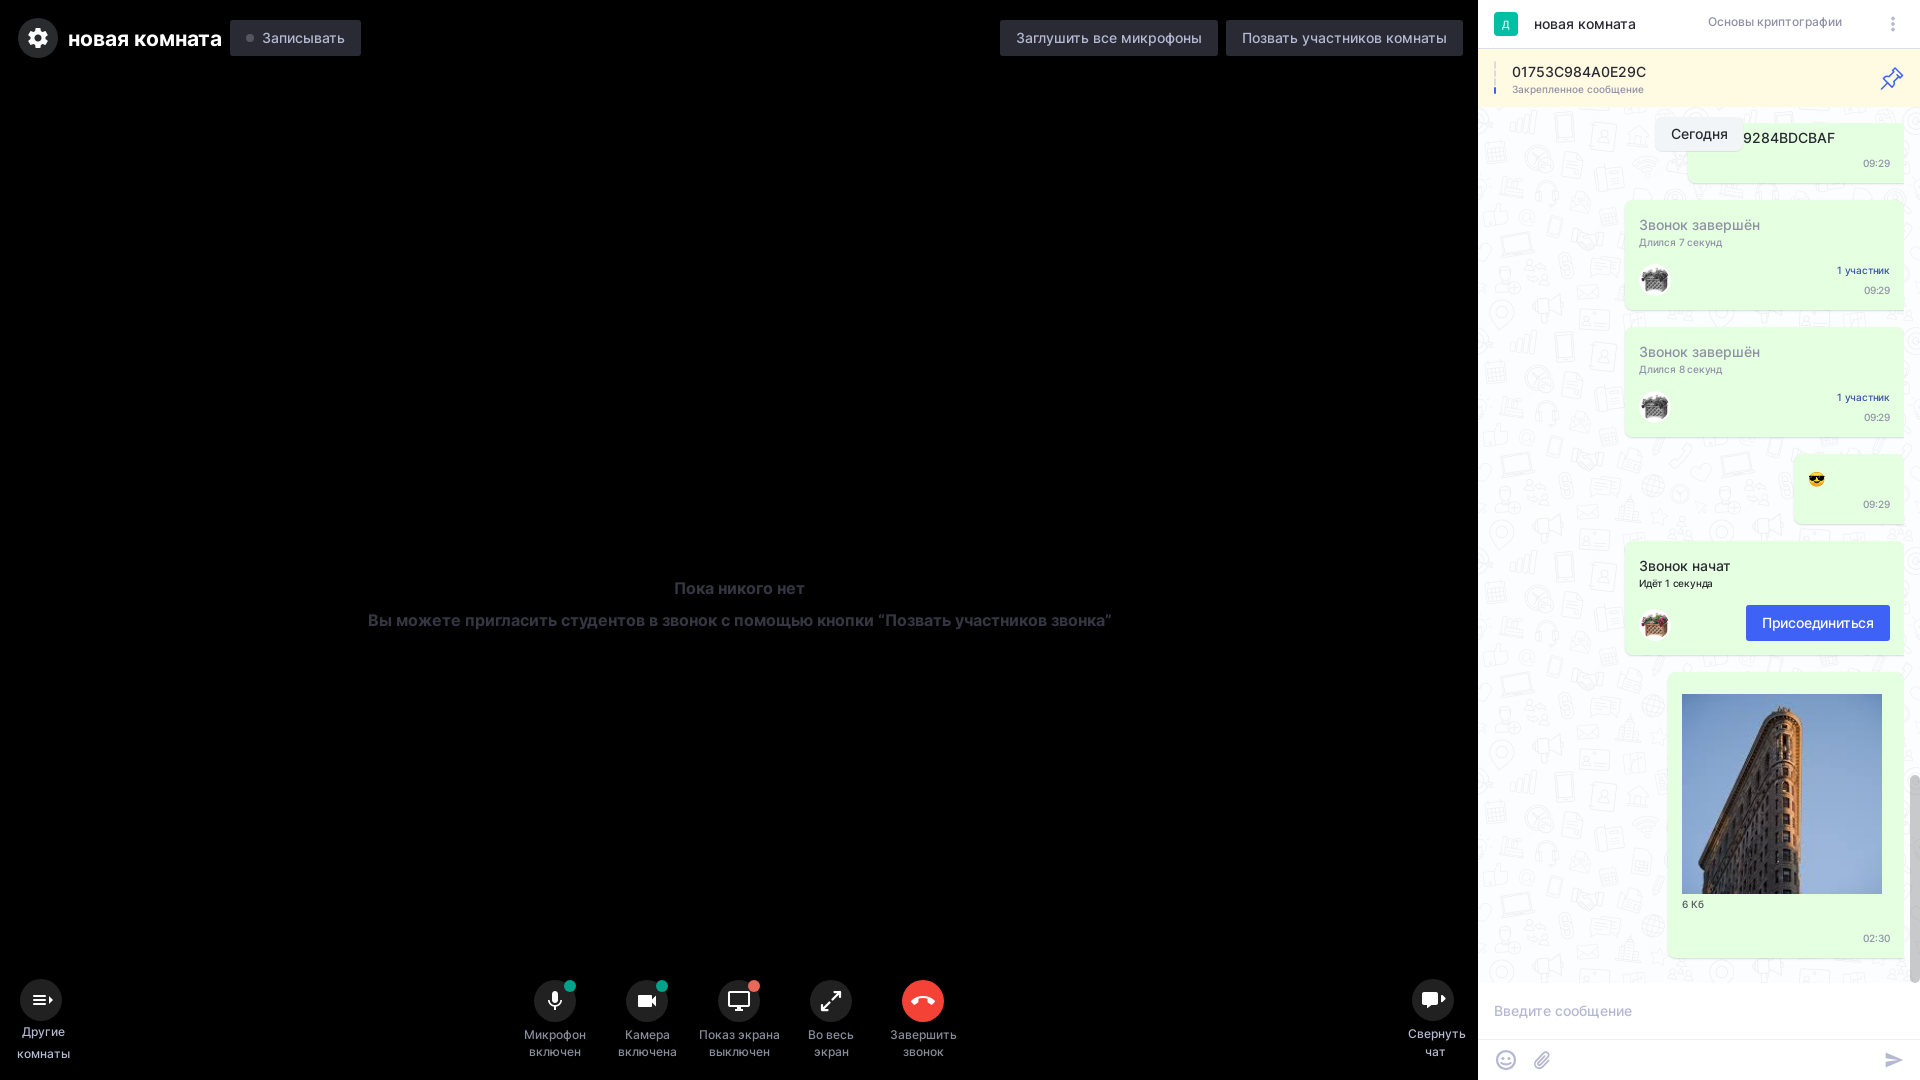 новая комната
Записывать
Заглушить все микрофоны
Позвать участников комнаты
Пока никого нет
Вы можете пригласить студентов в звонок с помощью кнопки “Позвать участников звонка”
Другие
комнаты
Микрофон
включен
Камера
включена
Показ экрана
выключен
Во весь
экран
Завершить
звонок
Свернуть
чат
Д
новая комната
Основы криптографии
01753C984A0E29C
Закрепленное сообщение
Сегодня
9284BDCBAF
09:29
Звонок завершён
Длился 7 секунд
1 участник
09:29
Звонок завершён
Длился 8 секунд
1 участник
09:29
09:29
Звонок начат
Идёт 1 секунда
Присоединиться
6 Кб
02:30
Введите сообщение